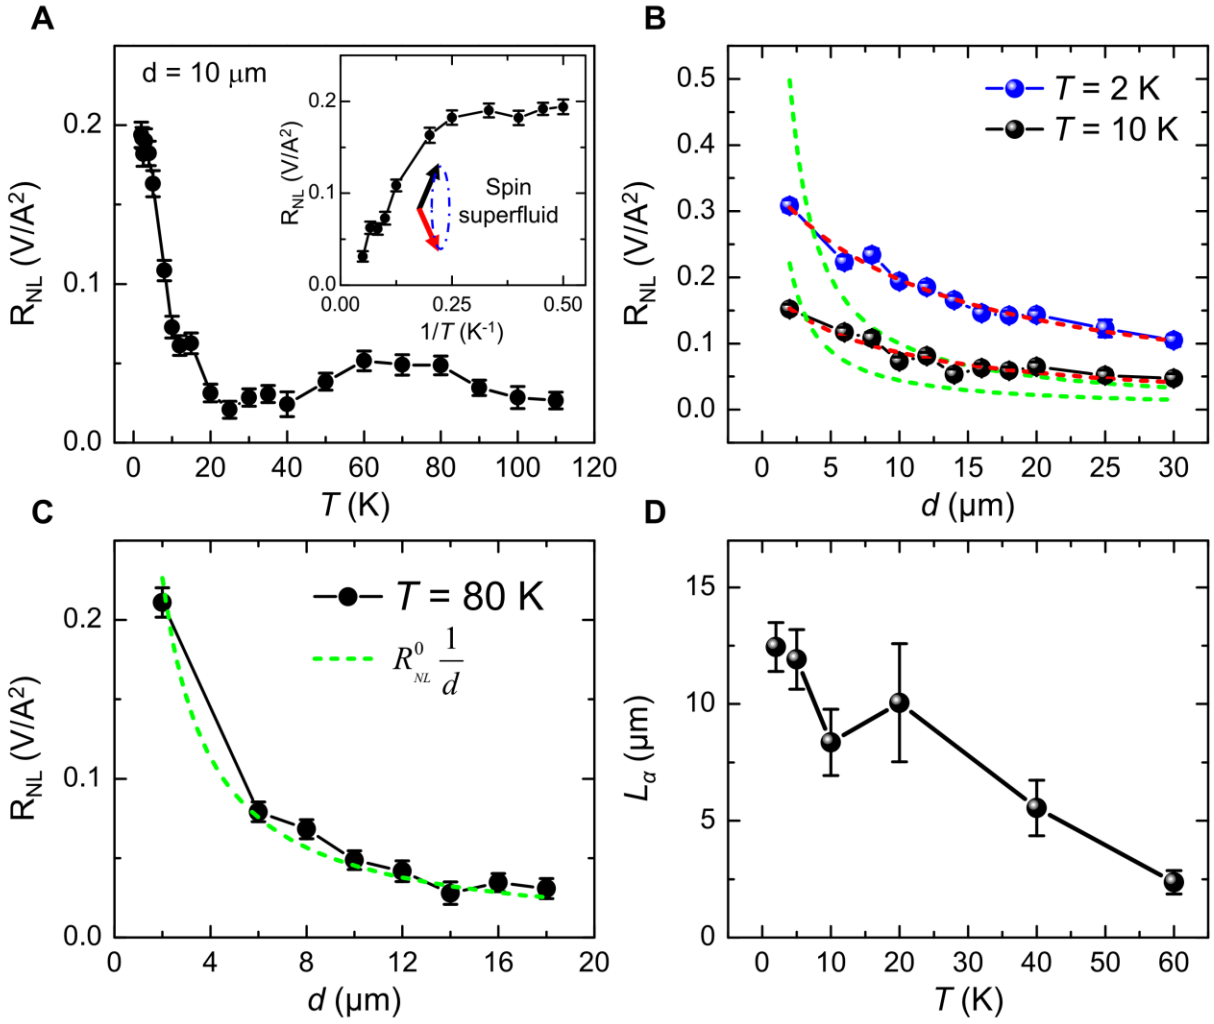 A
d = 10 μm
R_NL (V/A²)
0.2
0.1
0.0
0 20 40 60 80 100 120
T (K)
R_NL (V/A²)
0.2
0.1
0.0
0.00 0.25 0.50
1/T (K⁻¹)
Spin
superfluid
B
T = 2 K
T = 10 K
R_NL (V/A²)
0.5
0.4
0.3
0.2
0.1
0.0
0 5 10 15 20 25 30
d (μm)
C
T = 80 K
R⁰_NL 1/d
R_NL (V/A²)
0.2
0.1
0.0
0 4 8 12 16 20
d (μm)
D
L_α (μm)
15
10
5
0
0 10 20 30 40 50 60
T (K)